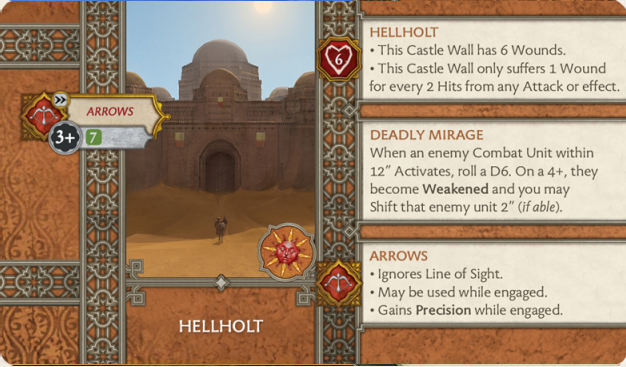 ARROWS
3+ 7
HELLHOLT
6
HELLHOLT
• This Castle Wall has 6 Wounds.
• This Castle Wall only suffers 1 Wound
for every 2 Hits from any Attack or effect.
DEADLY MIRAGE
When an enemy Combat Unit within
12” Activates, roll a D6. On a 4+, they
become Weakened and you may
Shift that enemy unit 2” (if able).
ARROWS
• Ignores Line of Sight.
• May be used while engaged.
• Gains Precision while engaged.